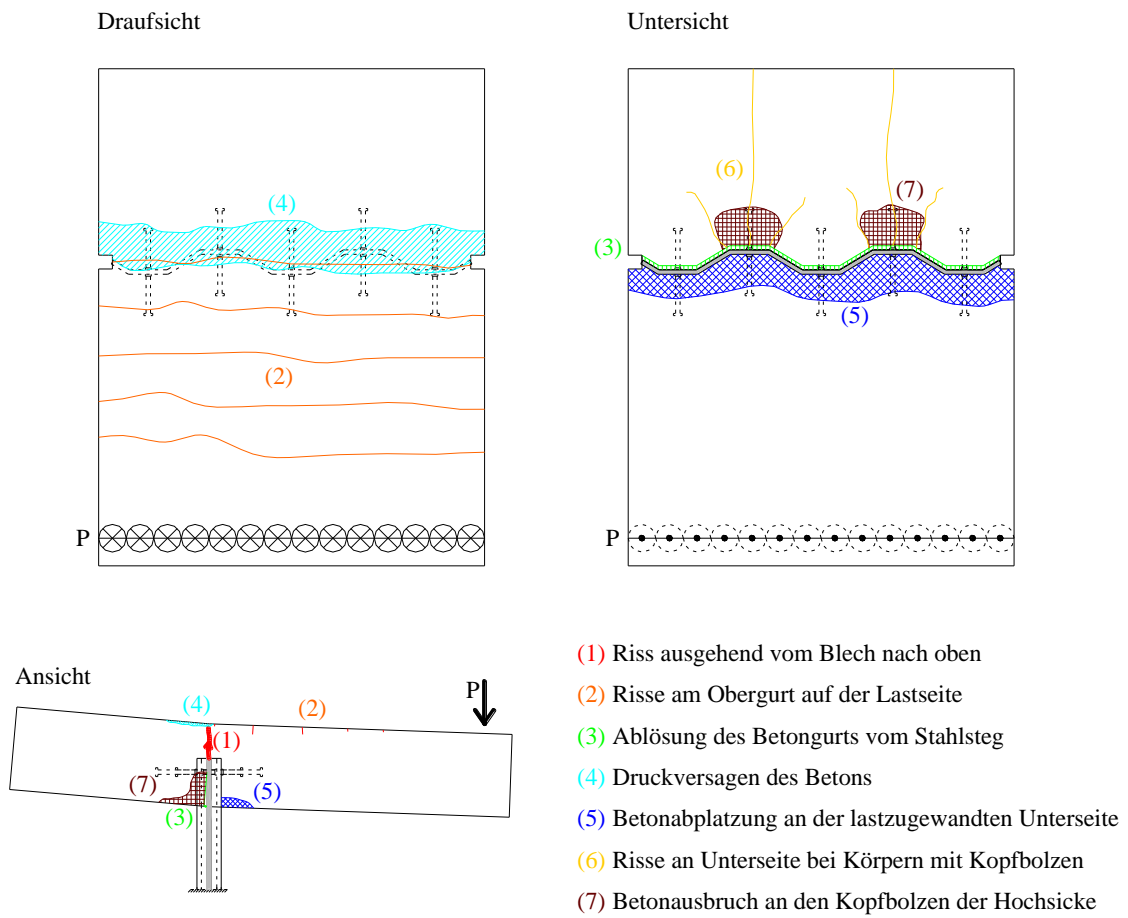 Draufsicht
Untersicht
(4)
(2)
P
(6)
(7)
(3)
(5)
P
Ansicht
P
(4)
(2)
(1)
(7)
(5)
(3)
(1) Riss ausgehend vom Blech nach oben
(2) Risse am Obergurt auf der Lastseite
(3) Ablösung des Betongurts vom Stahlsteg
(4) Druckversagen des Betons
(5) Betonabplatzung an der lastzugewandten Unterseite
(6) Risse an Unterseite bei Körpern mit Kopfbolzen
(7) Betonausbruch an den Kopfbolzen der Hochsicke